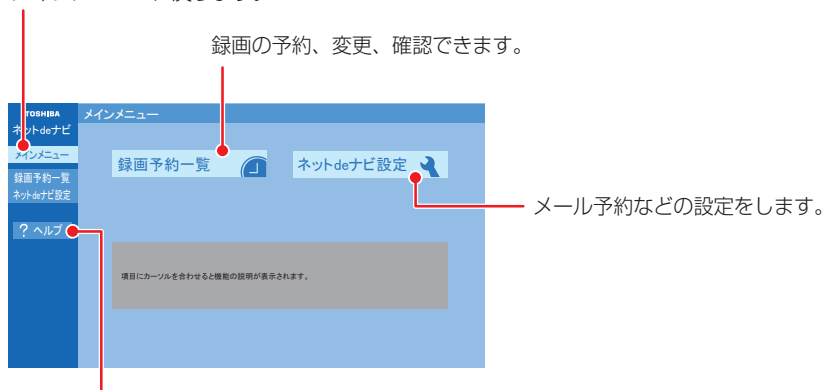 録画の予約、変更、確認できます。
TOSHIBA
ネットdeナビ
メインメニュー
メインメニュー
録画予約一覧
ネットdeナビ設定
? ヘルプ
録画予約一覧
ネットdeナビ設定
メール予約などの設定をします。
項目にカーソルを合わせると機能の説明が表示されます。